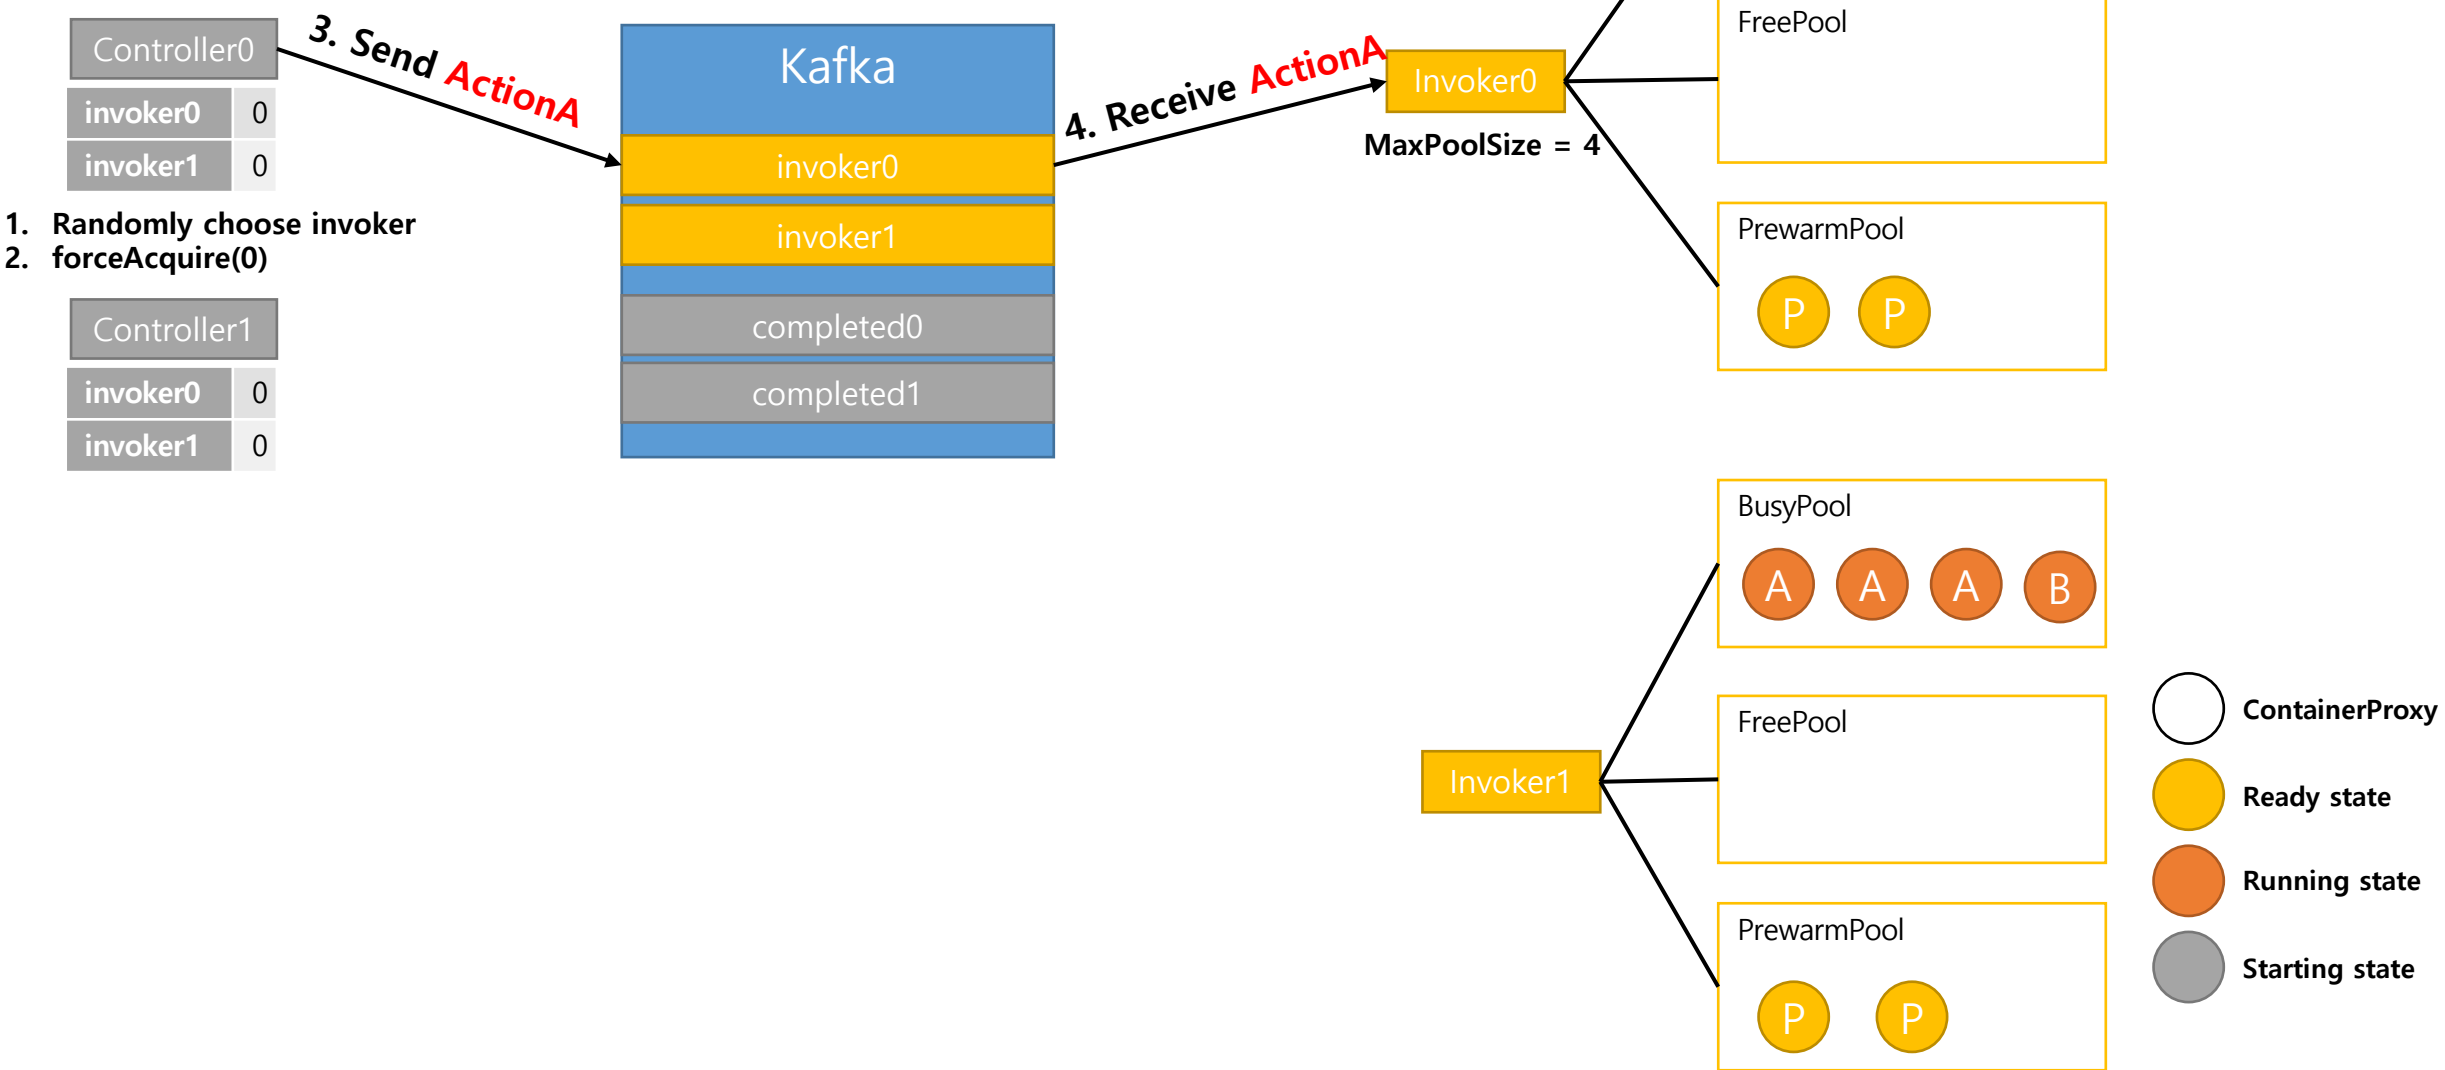 Controller0
invoker0 0
invoker1 0
1. Randomly choose invoker
2. forceAcquire(0)
Controller1
invoker0 0
invoker1 0
3. Send ActionA
Kafka
invoker0
invoker1
completed0
completed1
4. Receive ActionA
Invoker0
MaxPoolSize = 4
FreePool
PrewarmPool
P P
Invoker1
BusyPool
A A A B
FreePool
PrewarmPool
P P
ContainerProxy
Ready state
Running state
Starting state